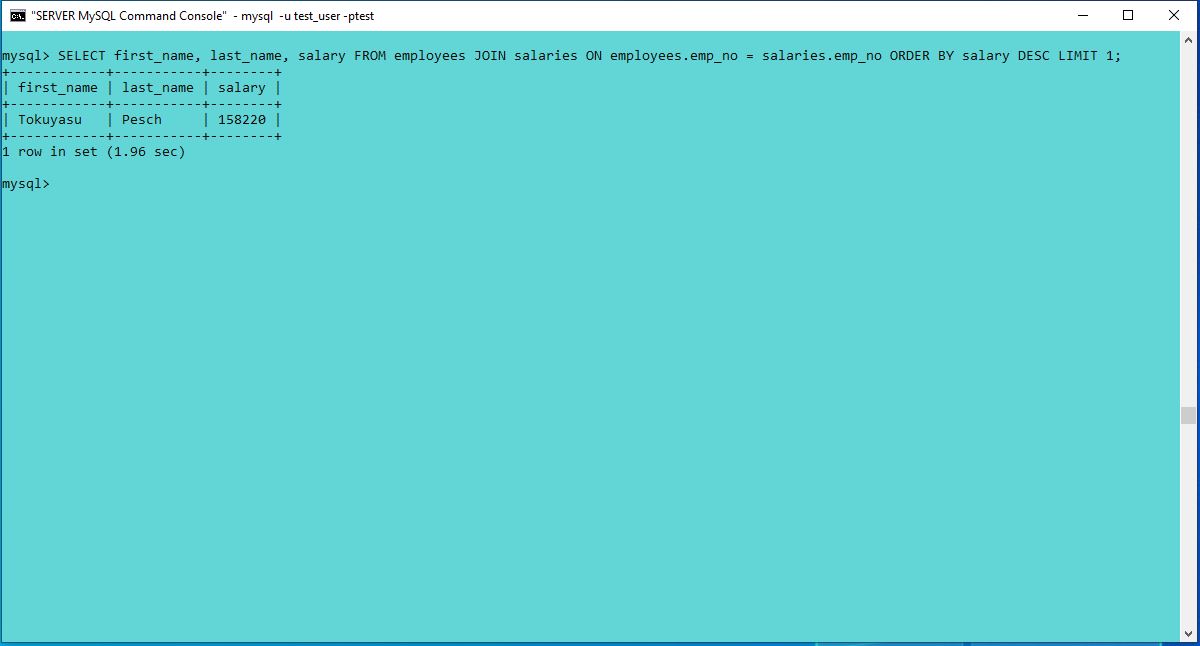 "SERVER MySQL Command Console" - mysql -u test_user -ptest
mysql> SELECT first_name, last_name, salary FROM employees JOIN salaries ON employees.emp_no = salaries.emp_no ORDER BY salary DESC LIMIT 1;
+------------+-----------+--------+
| first_name | last_name | salary |
+------------+-----------+--------+
| Tokuyasu   | Pesch     | 158220 |
+------------+-----------+--------+
1 row in set (1.96 sec)
mysql>